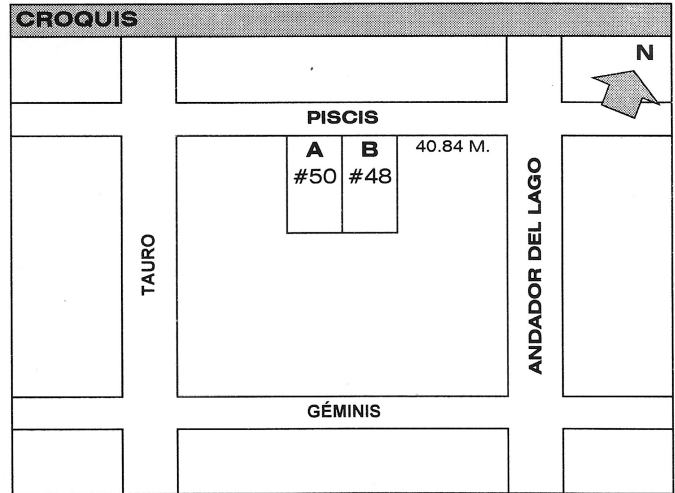 CROQUIS
N
PISCIS
A B 40.84 M.
#50 #48
TAURO
ANDADOR DEL LAGO
GÉMINIS